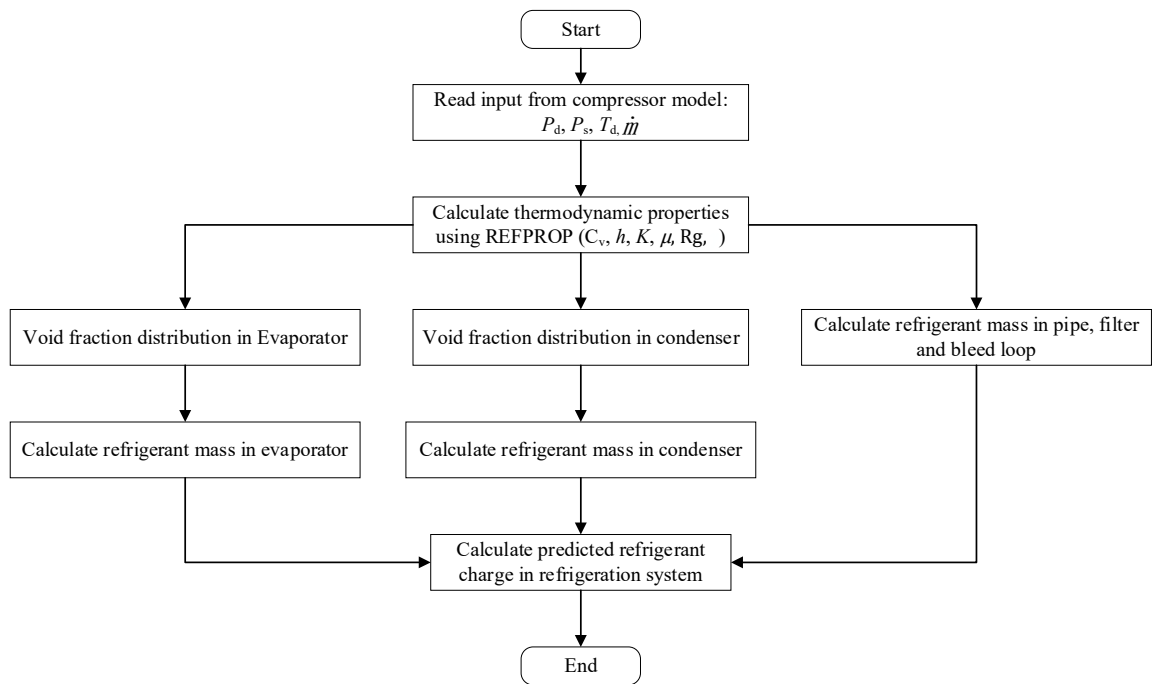 Start
Read input from compressor model:
Pd, Ps, Td, ṁ
Calculate thermodynamic properties
using REFPROP (Cv, h, K, μ, Rg, )
Void fraction distribution in Evaporator
Void fraction distribution in condenser
Calculate refrigerant mass in pipe, filter
and bleed loop
Calculate refrigerant mass in evaporator
Calculate refrigerant mass in condenser
Calculate predicted refrigerant
charge in refrigeration system
End